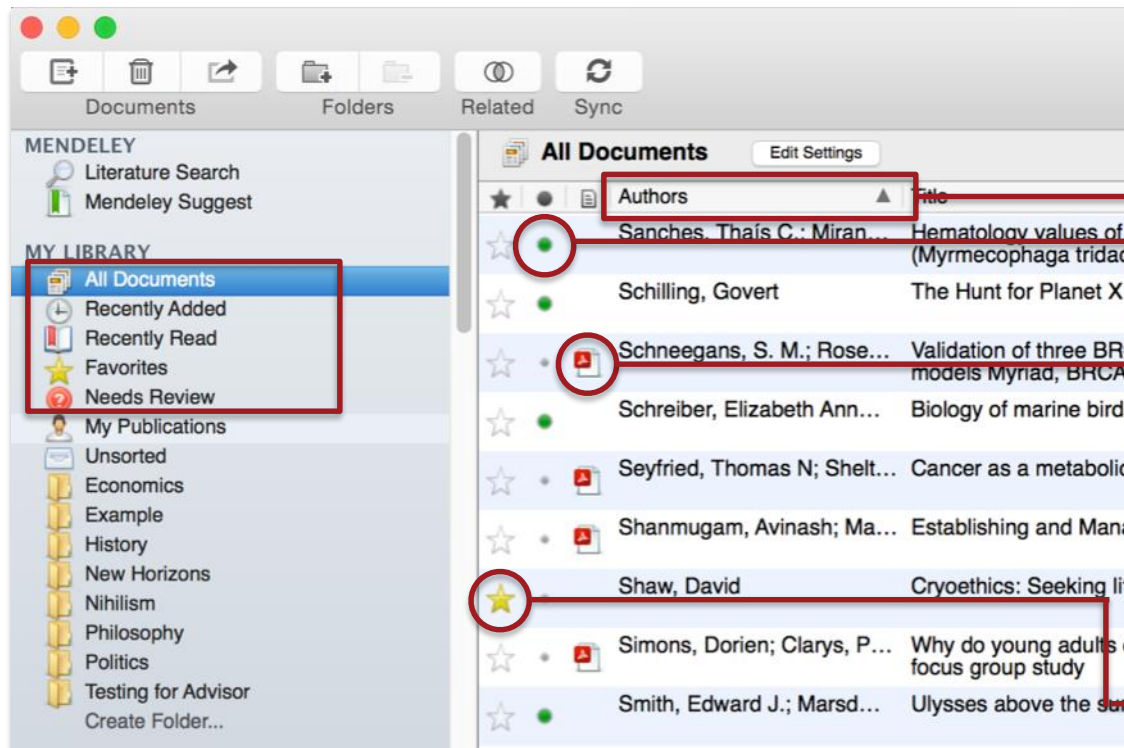 Documents
Folders
Related
Sync
MENDELEY
Literature Search
Mendeley Suggest
MY LIBRARY
All Documents
Recently Added
Recently Read
Favorites
Needs Review
My Publications
Unsorted
Economics
Example
History
New Horizons
Nihilism
Philosophy
Politics
Testing for Advisor
Create Folder...
All Documents
Edit Settings
Authors
Title
Sanches, Thaís C.; Miran...
Hematology values of
(Myrmecophaga tridac
Schilling, Govert
The Hunt for Planet X
Schneegans, S. M.; Rose...
Validation of three BR
models Myriad, BRCA
Schreiber, Elizabeth Ann...
Biology of marine bird
Seyfried, Thomas N; Shelt...
Cancer as a metabolic
Shanmugam, Avinash; Ma...
Establishing and Mana
Shaw, David
Cryoethics: Seeking li
Simons, Dorien; Clarys, P...
Why do young adults
focus group study
Smith, Edward J.; Marsd...
Ulysses above the